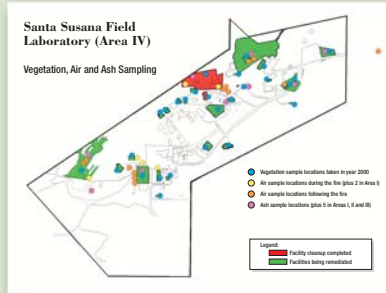 Santa Susana Field
Laboratory (Area IV)
Vegetation, Air and Ash Sampling
Vegetation sample locations taken in year 2000
Air sample locations during the fire (plus 2 in Area I)
Air sample locations following the fire
Ash sample locations (plus 5 in Areas I, II and III)
Legend:
Facility cleanup completed
Facilities being remediated